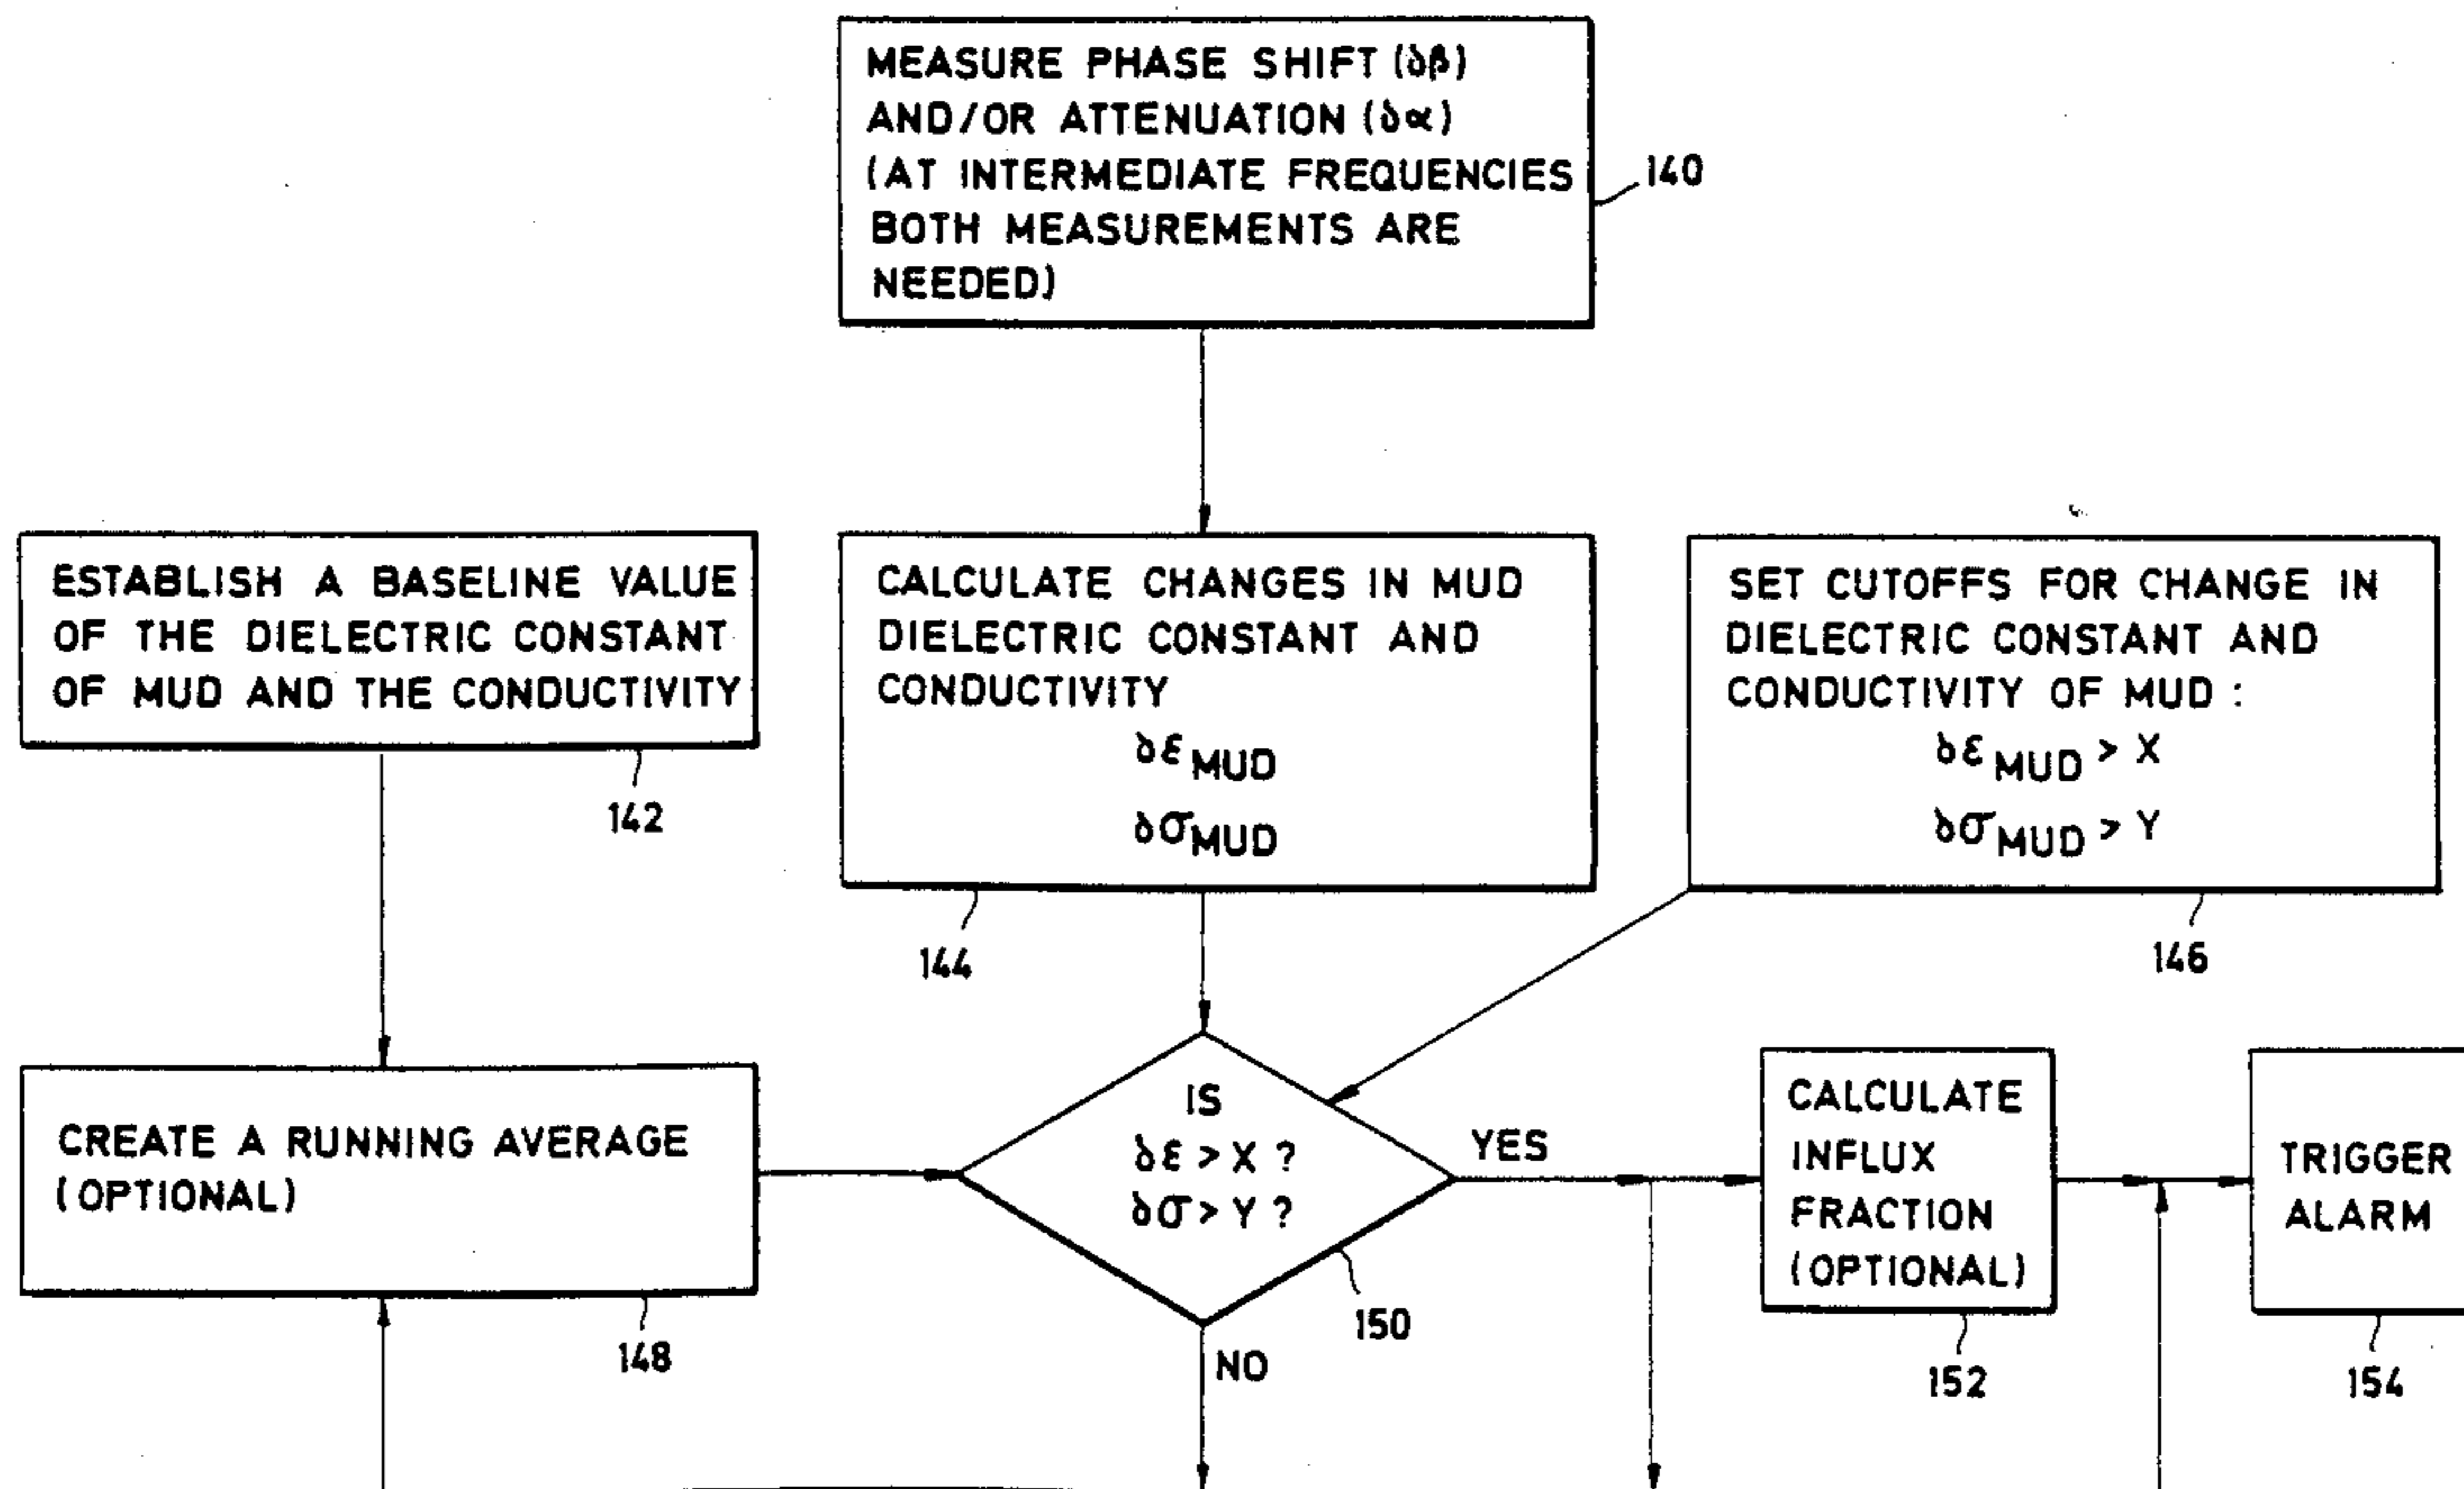 MEASURE PHASE SHIFT (δβ)
AND/OR ATTENUATION (δα)
(AT INTERMEDIATE FREQUENCIES
BOTH MEASUREMENTS ARE
NEEDED)
140
ESTABLISH A BASELINE VALUE
OF THE DIELECTRIC CONSTANT
OF MUD AND THE CONDUCTIVITY
142
CALCULATE CHANGES IN MUD
DIELECTRIC CONSTANT AND
CONDUCTIVITY
δε MUD
δσ MUD
144
SET CUTOFFS FOR CHANGE IN
DIELECTRIC CONSTANT AND
CONDUCTIVITY OF MUD :
δε MUD > X
δσ MUD > Y
146
CREATE A RUNNING AVERAGE
(OPTIONAL)
148
IS
δε > X ?
δσ > Y ?
150
YES
NO
CALCULATE
INFLUX
FRACTION
(OPTIONAL)
152
TRIGGER
ALARM
154